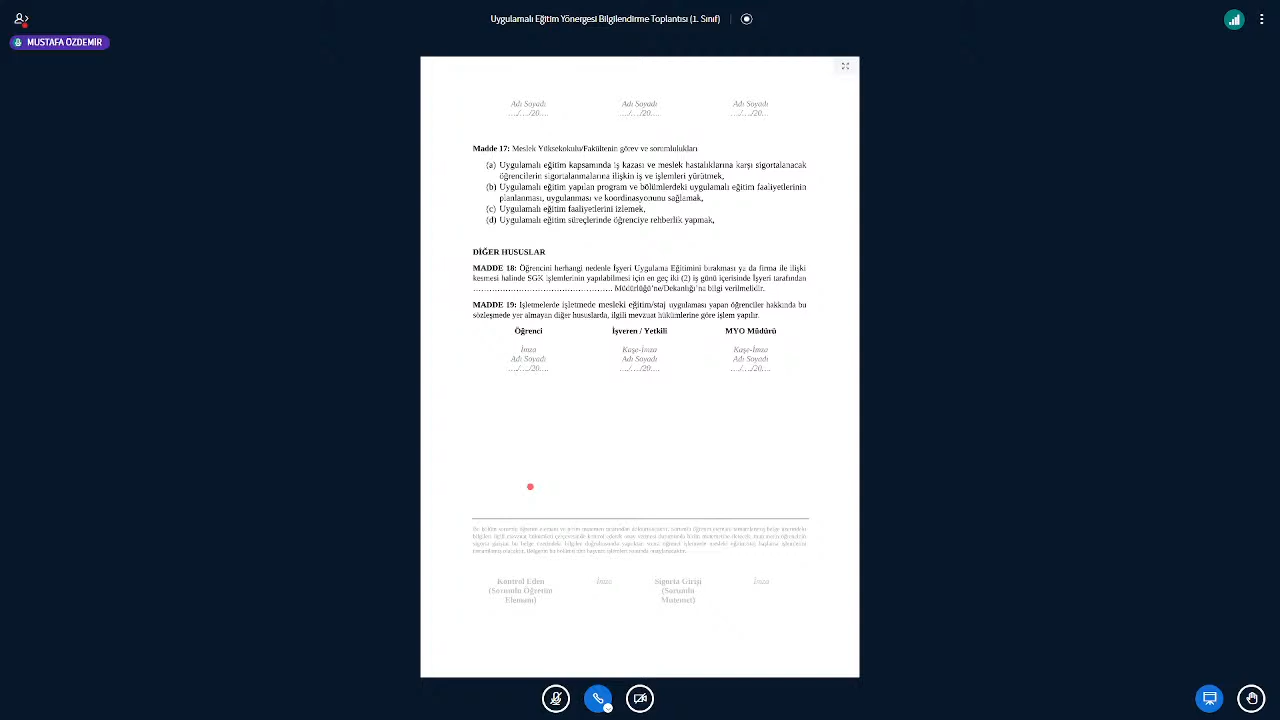 Uygulamalı Eğitim Yönergesi Bilgilendirme Toplantısı (1. Sınıf)
MUSTAFA ÖZDEMİR
Adı Soyadı Adı Soyadı Adı Soyadı
…./…./20…. …./…./20…. …./…./20…
Madde 17: Meslek Yüksekokulu/Fakültenin görev ve sorumlulukları
(a) Uygulamalı eğitim kapsamında iş kazası ve meslek hastalıklarına karşı sigortalanacak
öğrencilerin sigortalanmalarına ilişkin iş ve işlemleri yürütmek,
(b) Uygulamalı eğitim yapılan program ve bölümlerdeki uygulamalı eğitim faaliyetlerinin
planlanması, uygulanması ve koordinasyonunu sağlamak,
(c) Uygulamalı eğitim faaliyetlerini izlemek,
(d) Uygulamalı eğitim süreçlerinde öğrenciye rehberlik yapmak,
DİĞER HUSUSLAR
MADDE 18: Öğrencini herhangi nedenle İşyeri Uygulama Eğitimini bırakması ya da firma ile ilişki
kesmesi halinde SGK işlemlerinin yapılabilmesi için en geç iki (2) iş günü içerisinde İşyeri tarafından
…………………………………………. Müdürlüğü’ne/Dekanlığı’na bilgi verilmelidir.
MADDE 19: İşletmelerde işletmede mesleki eğitim/staj uygulaması yapan öğrenciler hakkında bu
sözleşmede yer almayan diğer hususlarda, ilgili mevzuat hükümlerine göre işlem yapılır.
Öğrenci İşveren / Yetkili MYO Müdürü
İmza Kaşe-İmza Kaşe-İmza
Adı Soyadı Adı Soyadı Adı Soyadı
…./…./20…. …./…./20…. …./…./20….
Kontrol Eden İmza Sigorta Girişi İmza
(Sorumlu Öğretim (Sorumlu
Elemanı) Mutemet)